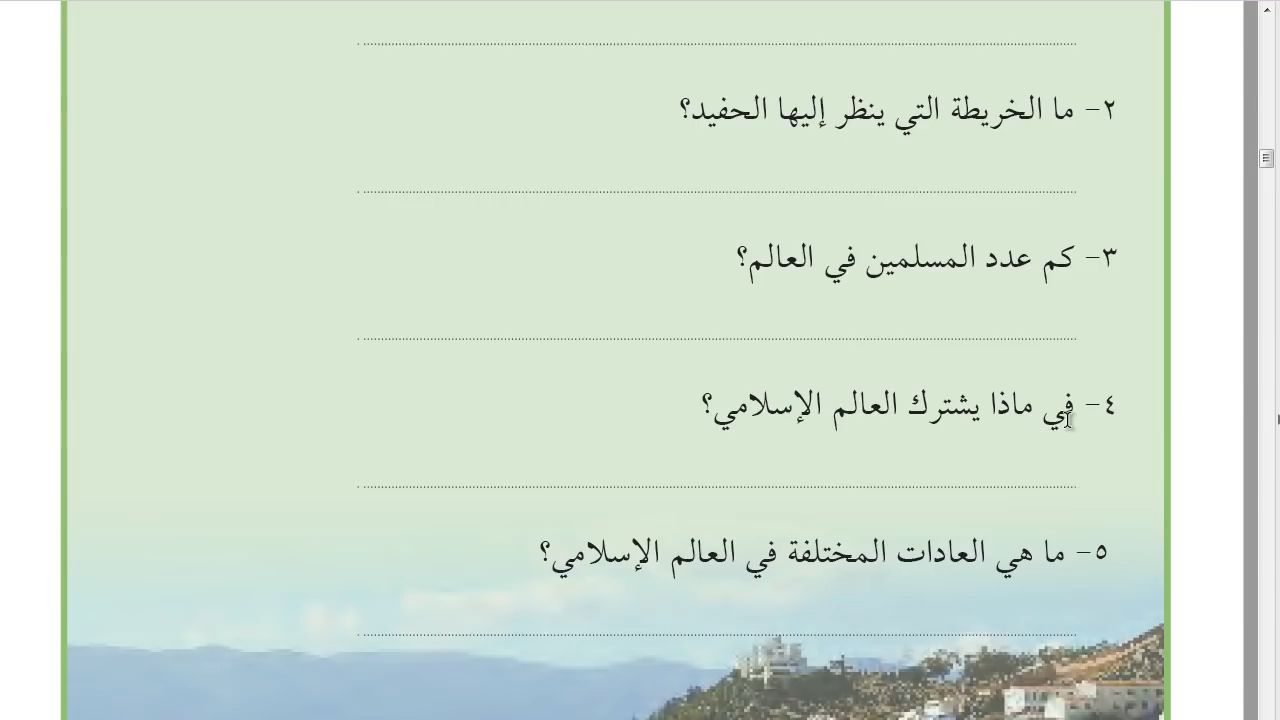 ٢- ما الخريطة التي ينظر إليها الحفيد؟
٣- كم عدد المسلمين في العالم؟
٤- في ماذا يشترك العالم الإسلامي؟
٥- ما هي العادات المختلفة في العالم الإسلامي؟